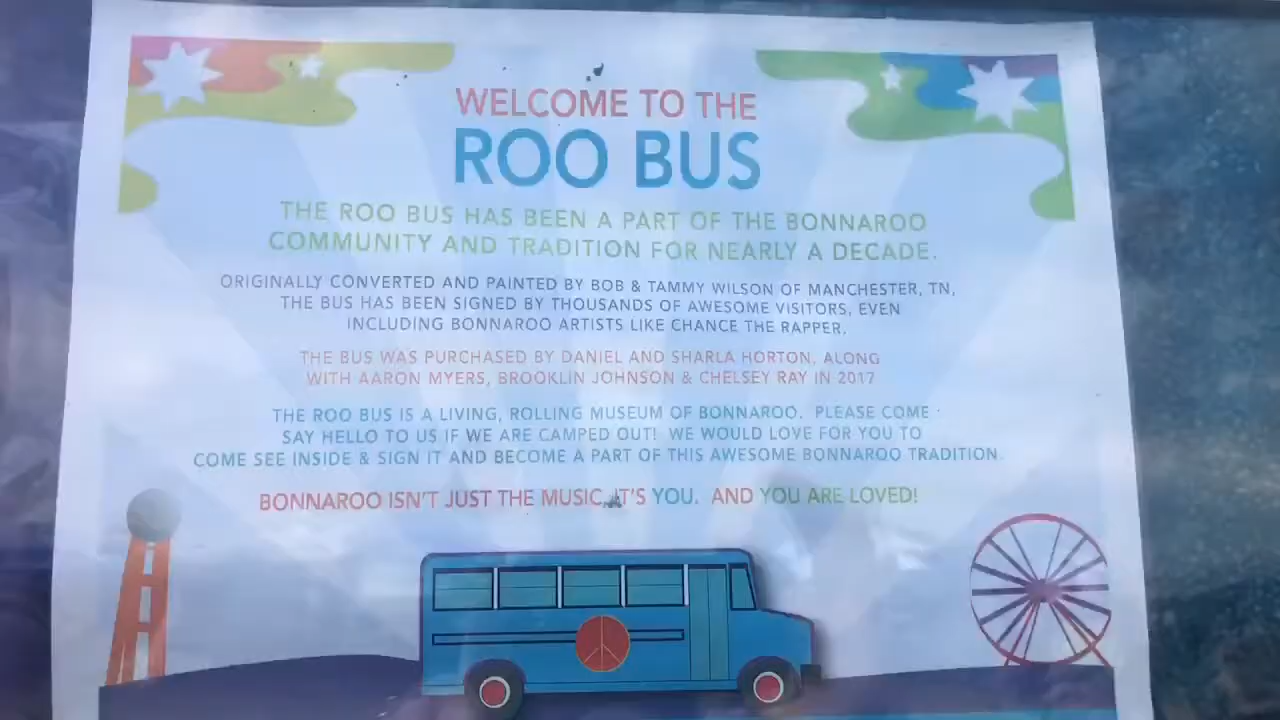 WELCOME TO THE
ROO BUS
THE ROO BUS HAS BEEN A PART OF THE BONNAROO
COMMUNITY AND TRADITION FOR NEARLY A DECADE.
ORIGINALLY CONVERTED AND PAINTED BY BOB & TAMMY WILSON OF MANCHESTER, TN,
THE BUS HAS BEEN SIGNED BY THOUSANDS OF AWESOME VISITORS, EVEN
INCLUDING BONNAROO ARTISTS LIKE CHANCE THE RAPPER.
THE BUS WAS PURCHASED BY DANIEL AND SHARLA HORTON, ALONG
WITH AARON MYERS, BROOKLIN JOHNSON & CHELSEY RAY IN 2017
THE ROO BUS IS A LIVING, ROLLING MUSEUM OF BONNAROO. PLEASE COME
SAY HELLO TO US IF WE ARE CAMPED OUT! WE WOULD LOVE FOR YOU TO
COME SEE INSIDE & SIGN IT AND BECOME A PART OF THIS AWESOME BONNAROO TRADITION.
BONNAROO ISN'T JUST THE MUSIC, IT'S YOU. AND YOU ARE LOVED!